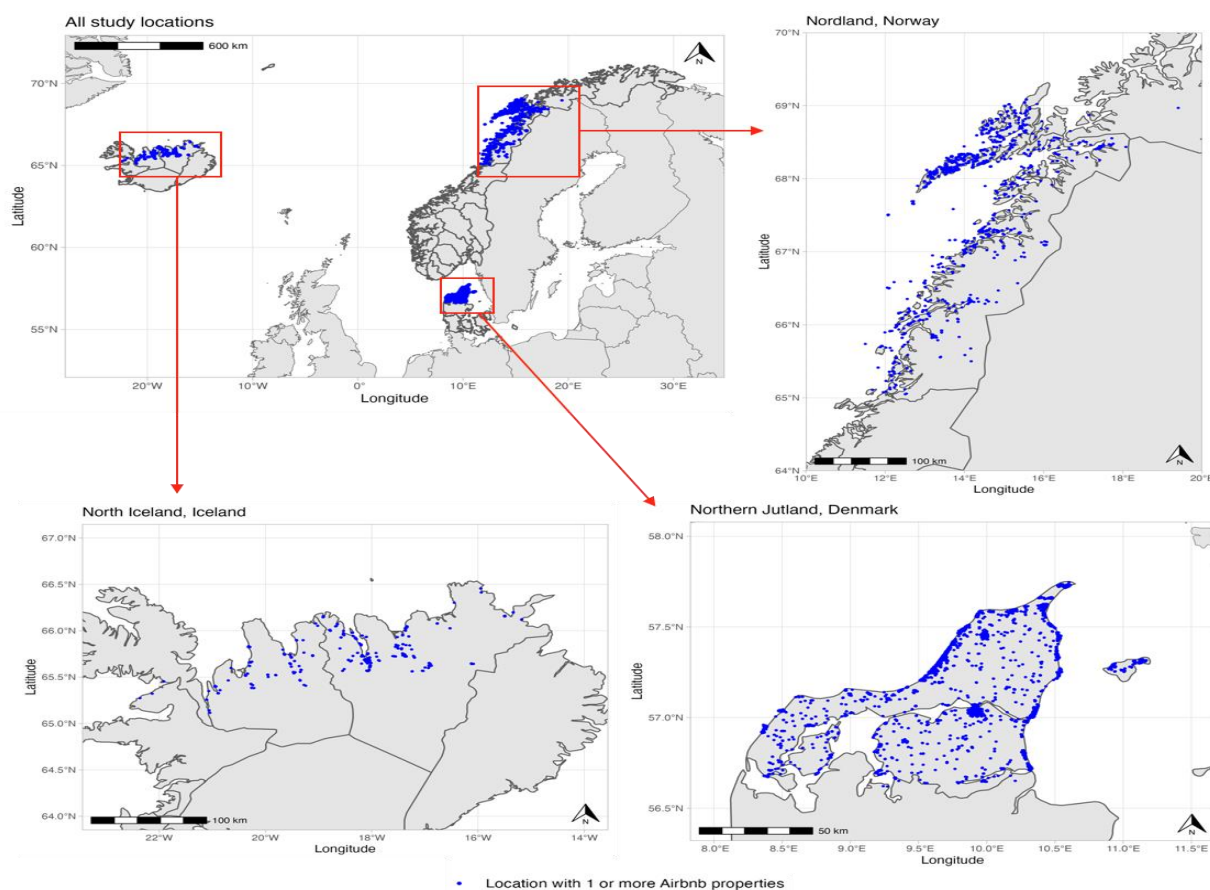 All study locations
600 km
N
70°N
65°N
60°N
55°N
Latitude
20°W
10°W
0°
10°E
20°E
30°E
Longitude
Nordland, Norway
70°N
69°N
68°N
67°N
66°N
65°N
64°N
Latitude
100 km
N
10°E
12°E
14°E
16°E
18°E
20°E
Longitude
North Iceland, Iceland
67.0°N
66.5°N
66.0°N
65.5°N
65.0°N
64.5°N
64.0°N
Latitude
100 km
N
22°W
20°W
18°W
16°W
14°W
Longitude
Northern Jutland, Denmark
58.0°N
57.5°N
57.0°N
56.5°N
Latitude
50 km
N
8.0°E
8.5°E
9.0°E
9.5°E
10.0°E
10.5°E
11.0°E
11.5°E
Longitude
Location with 1 or more Airbnb properties